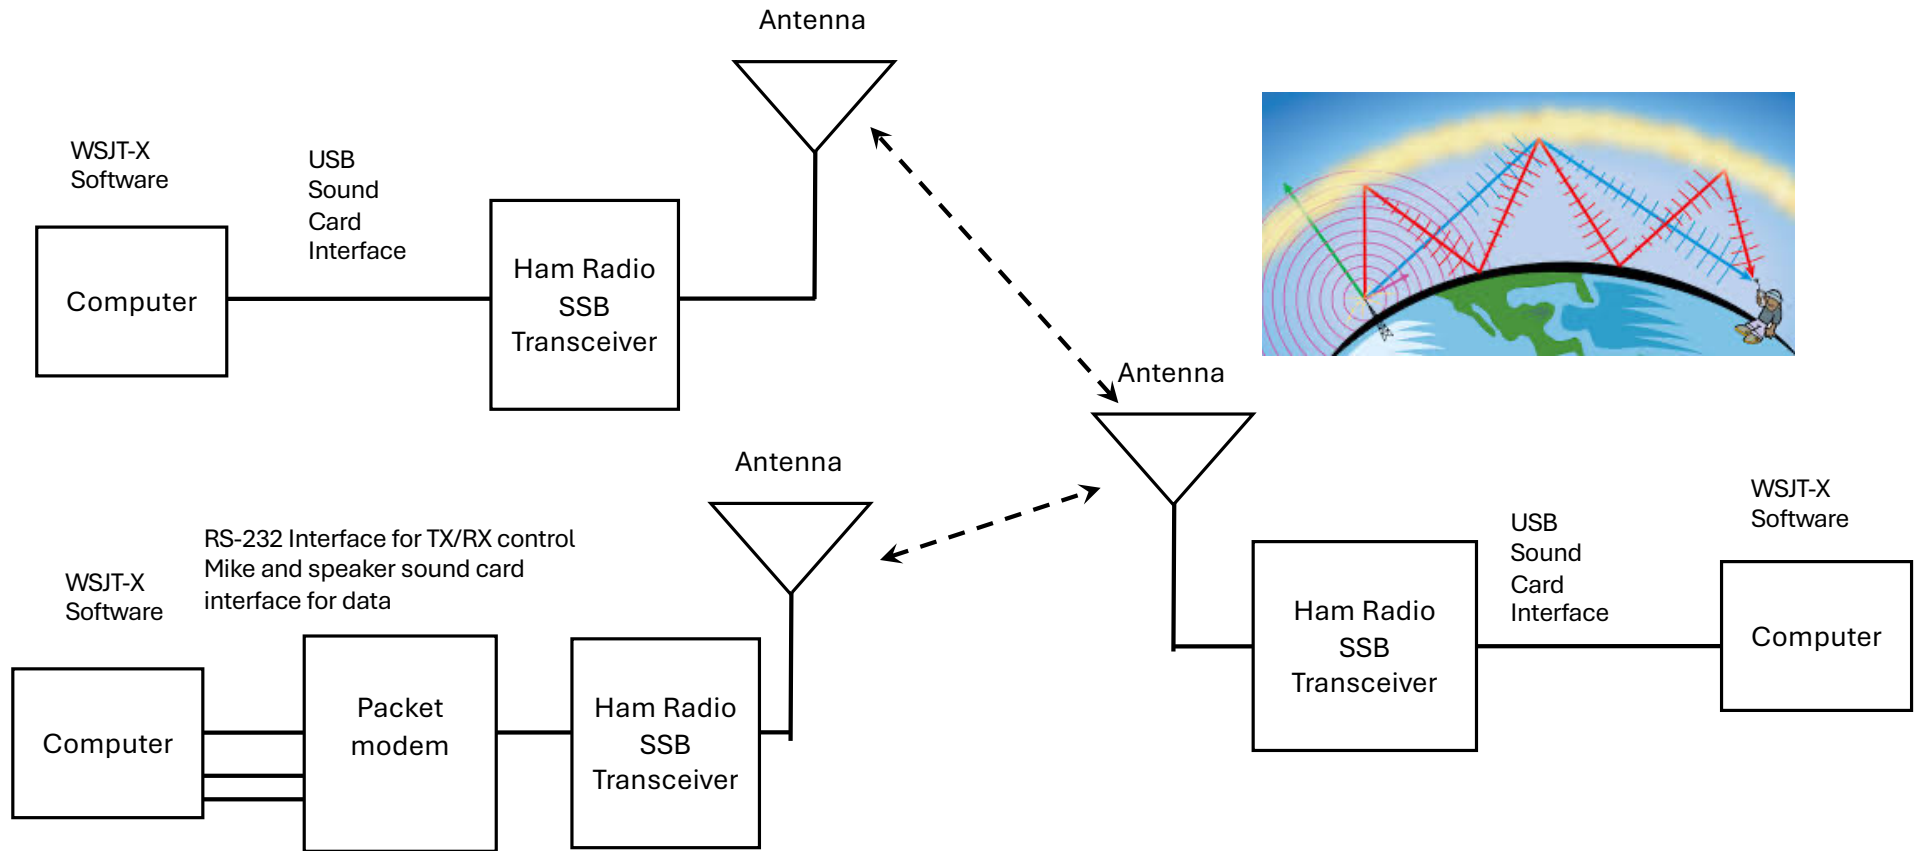 Antenna
WSJT-X
Software
USB
Sound
Card
Interface
Computer
Ham Radio
SSB
Transceiver
Antenna
Antenna
RS-232 Interface for TX/RX control
Mike and speaker sound card
interface for data
WSJT-X
Software
Computer
Packet
modem
Ham Radio
SSB
Transceiver
Ham Radio
SSB
Transceiver
USB
Sound
Card
Interface
WSJT-X
Software
Computer